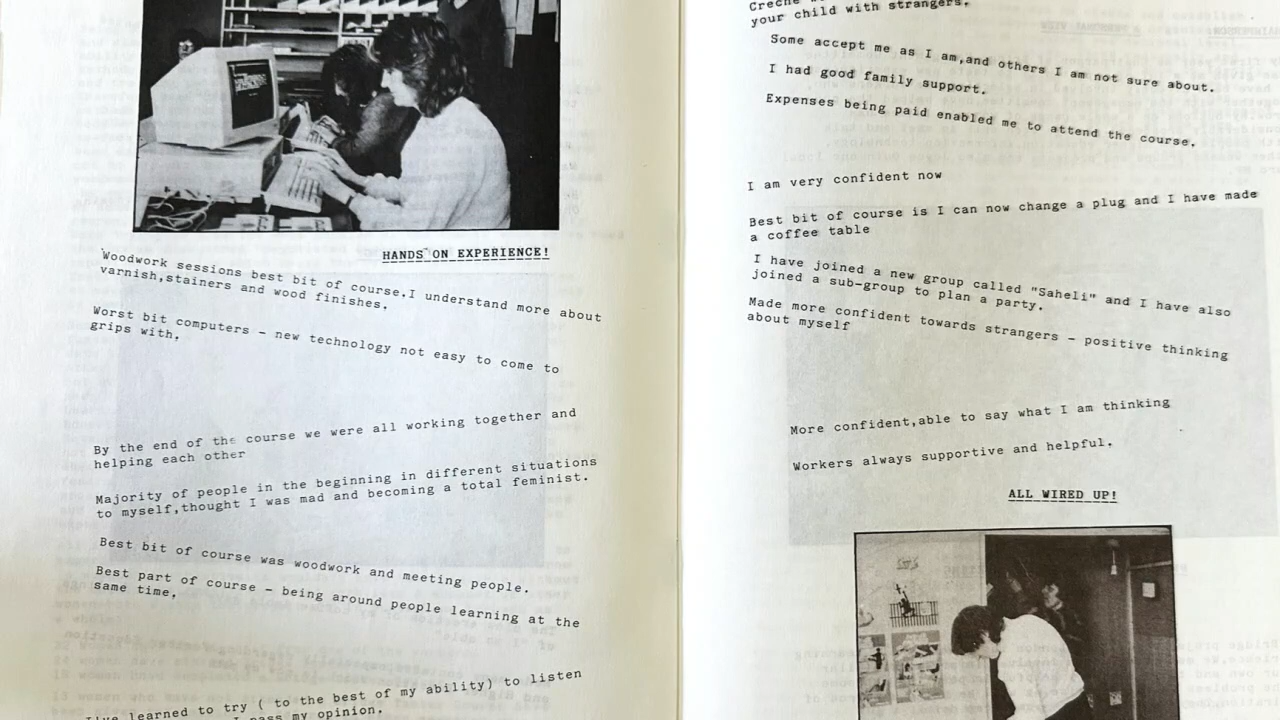 HANDS ON EXPERIENCE!
Woodwork sessions best bit of course.I understand more about
varnish,stainers and wood finishes.
Worst bit computers - new technology not easy to come to
grips with.
By the end of the course we were all working together and
helping each other
Majority of people in the beginning in different situations
to myself,thought I was mad and becoming a total feminist.
Best bit of course was woodwork and meeting people.
Best part of course - being around people learning at the
same time.
I've learned to try ( to the best of my ability) to listen
I pass my opinion.
Creche
your child with strangers.
Some accept me as I am,and others I am not sure about.
I had good family support.
Expenses being paid enabled me to attend the course.
I am very confident now
Best bit of course is I can now change a plug and I have made
a coffee table
I have joined a new group called "Saheli" and I have also
joined a sub-group to plan a party.
Made more confident towards strangers - positive thinking
about myself
More confident,able to say what I am thinking
Workers always supportive and helpful.
ALL WIRED UP!